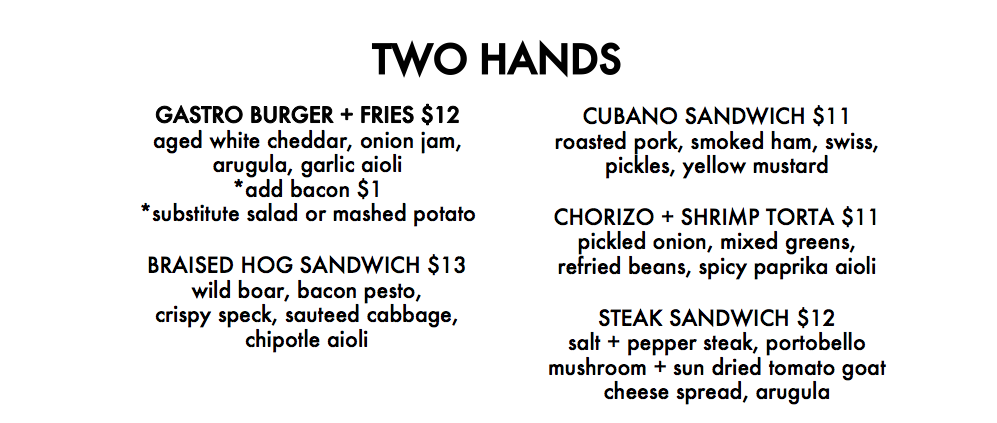 TWO HANDS
GASTRO BURGER + FRIES $12
aged white cheddar, onion jam,
arugula, garlic aioli
*add bacon $1
*substitute salad or mashed potato
BRAISED HOG SANDWICH $13
wild boar, bacon pesto,
crispy speck, sauteed cabbage,
chipotle aioli
CUBANO SANDWICH $11
roasted pork, smoked ham, swiss,
pickles, yellow mustard
CHORIZO + SHRIMP TORTA $11
pickled onion, mixed greens,
refried beans, spicy paprika aioli
STEAK SANDWICH $12
salt + pepper steak, portobello
mushroom + sun dried tomato goat
cheese spread, arugula